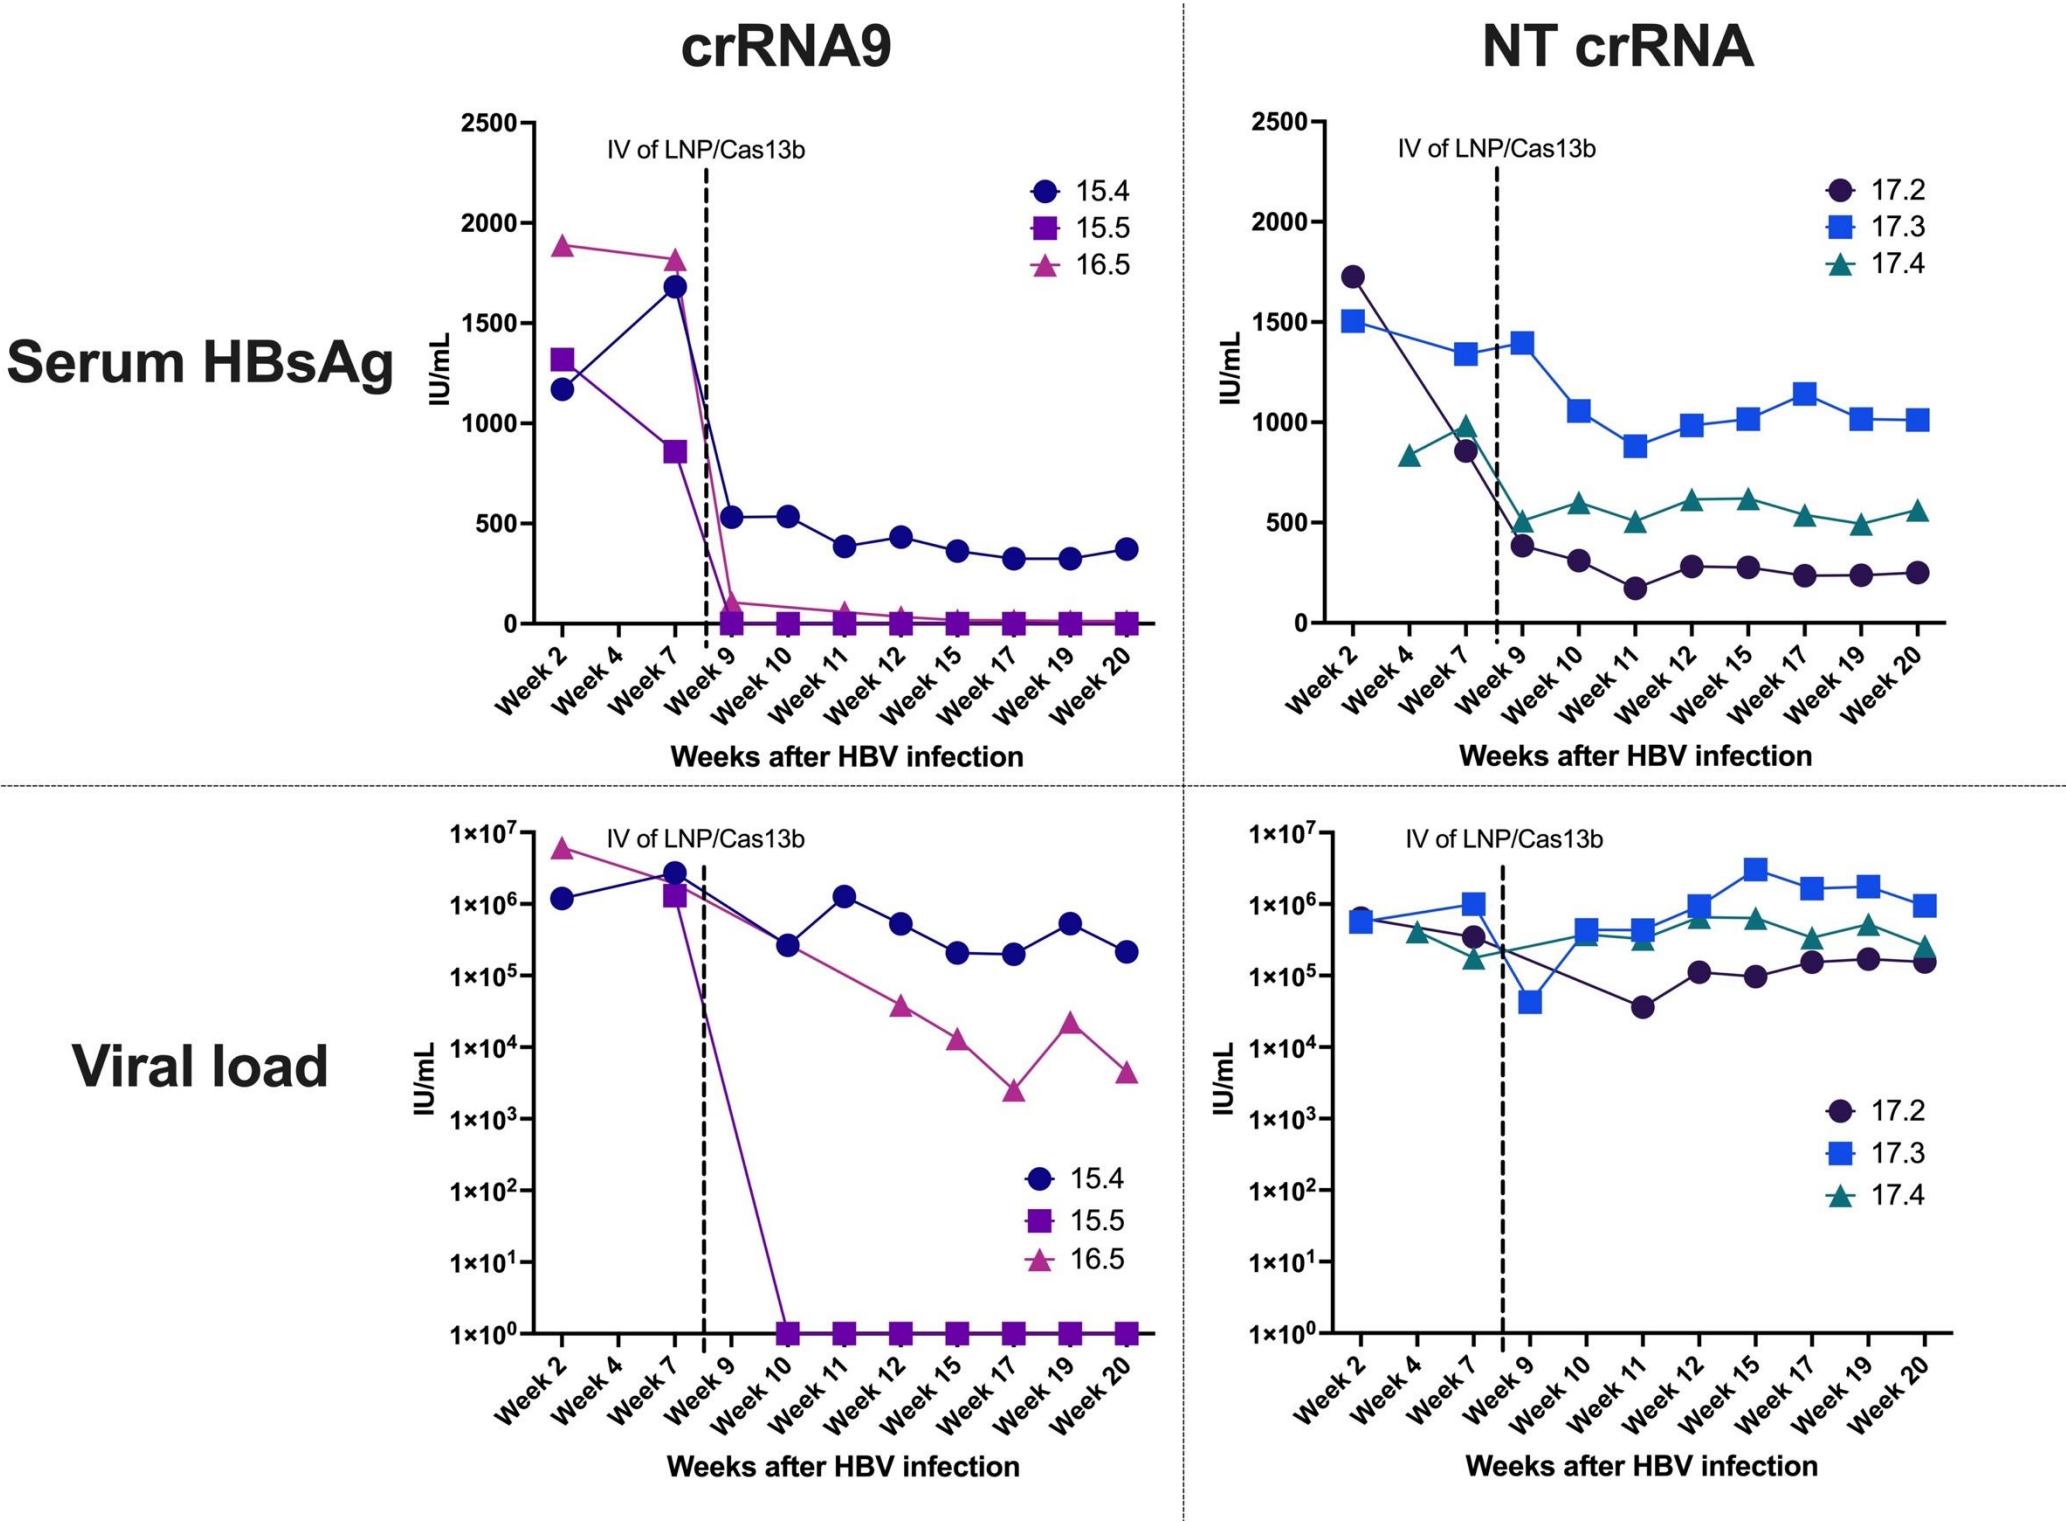 crRNA9
NT crRNA
Serum HBsAg
IU/mL
2500
2000
1500
1000
500
0
IV of LNP/Cas13b
15.4
15.5
16.5
Week 2
Week 4
Week 7
Week 9
Week 10
Week 11
Week 12
Week 15
Week 17
Week 19
Week 20
Weeks after HBV infection
IU/mL
2500
2000
1500
1000
500
0
IV of LNP/Cas13b
17.2
17.3
17.4
Week 2
Week 4
Week 7
Week 9
Week 10
Week 11
Week 12
Week 15
Week 17
Week 19
Week 20
Weeks after HBV infection
Viral load
IU/mL
1×10⁷
1×10⁶
1×10⁵
1×10⁴
1×10³
1×10²
1×10¹
1×10⁰
IV of LNP/Cas13b
15.4
15.5
16.5
Week 2
Week 4
Week 7
Week 9
Week 10
Week 11
Week 12
Week 15
Week 17
Week 19
Week 20
Weeks after HBV infection
IU/mL
1×10⁷
1×10⁶
1×10⁵
1×10⁴
1×10³
1×10²
1×10¹
1×10⁰
IV of LNP/Cas13b
17.2
17.3
17.4
Week 2
Week 4
Week 7
Week 9
Week 10
Week 11
Week 12
Week 15
Week 17
Week 19
Week 20
Weeks after HBV infection